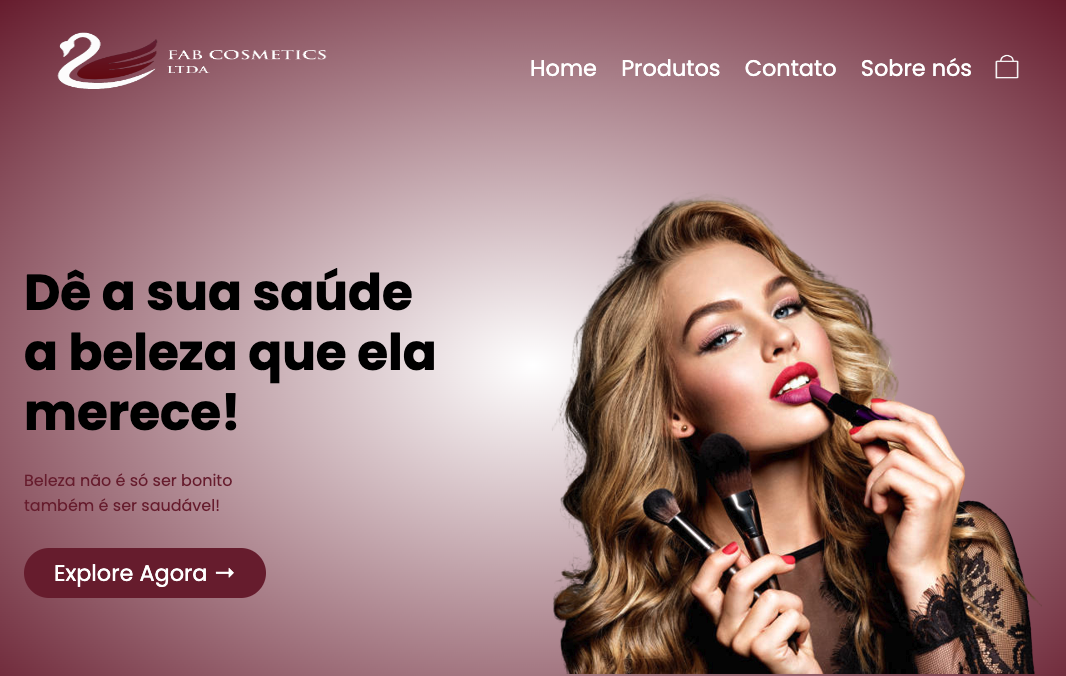 FAB COSMETICS
LTDA
Home Produtos Contato Sobre nós
Dê a sua saúde
a beleza que ela
merece!
Beleza não é só ser bonito
também é ser saudável!
Explore Agora →